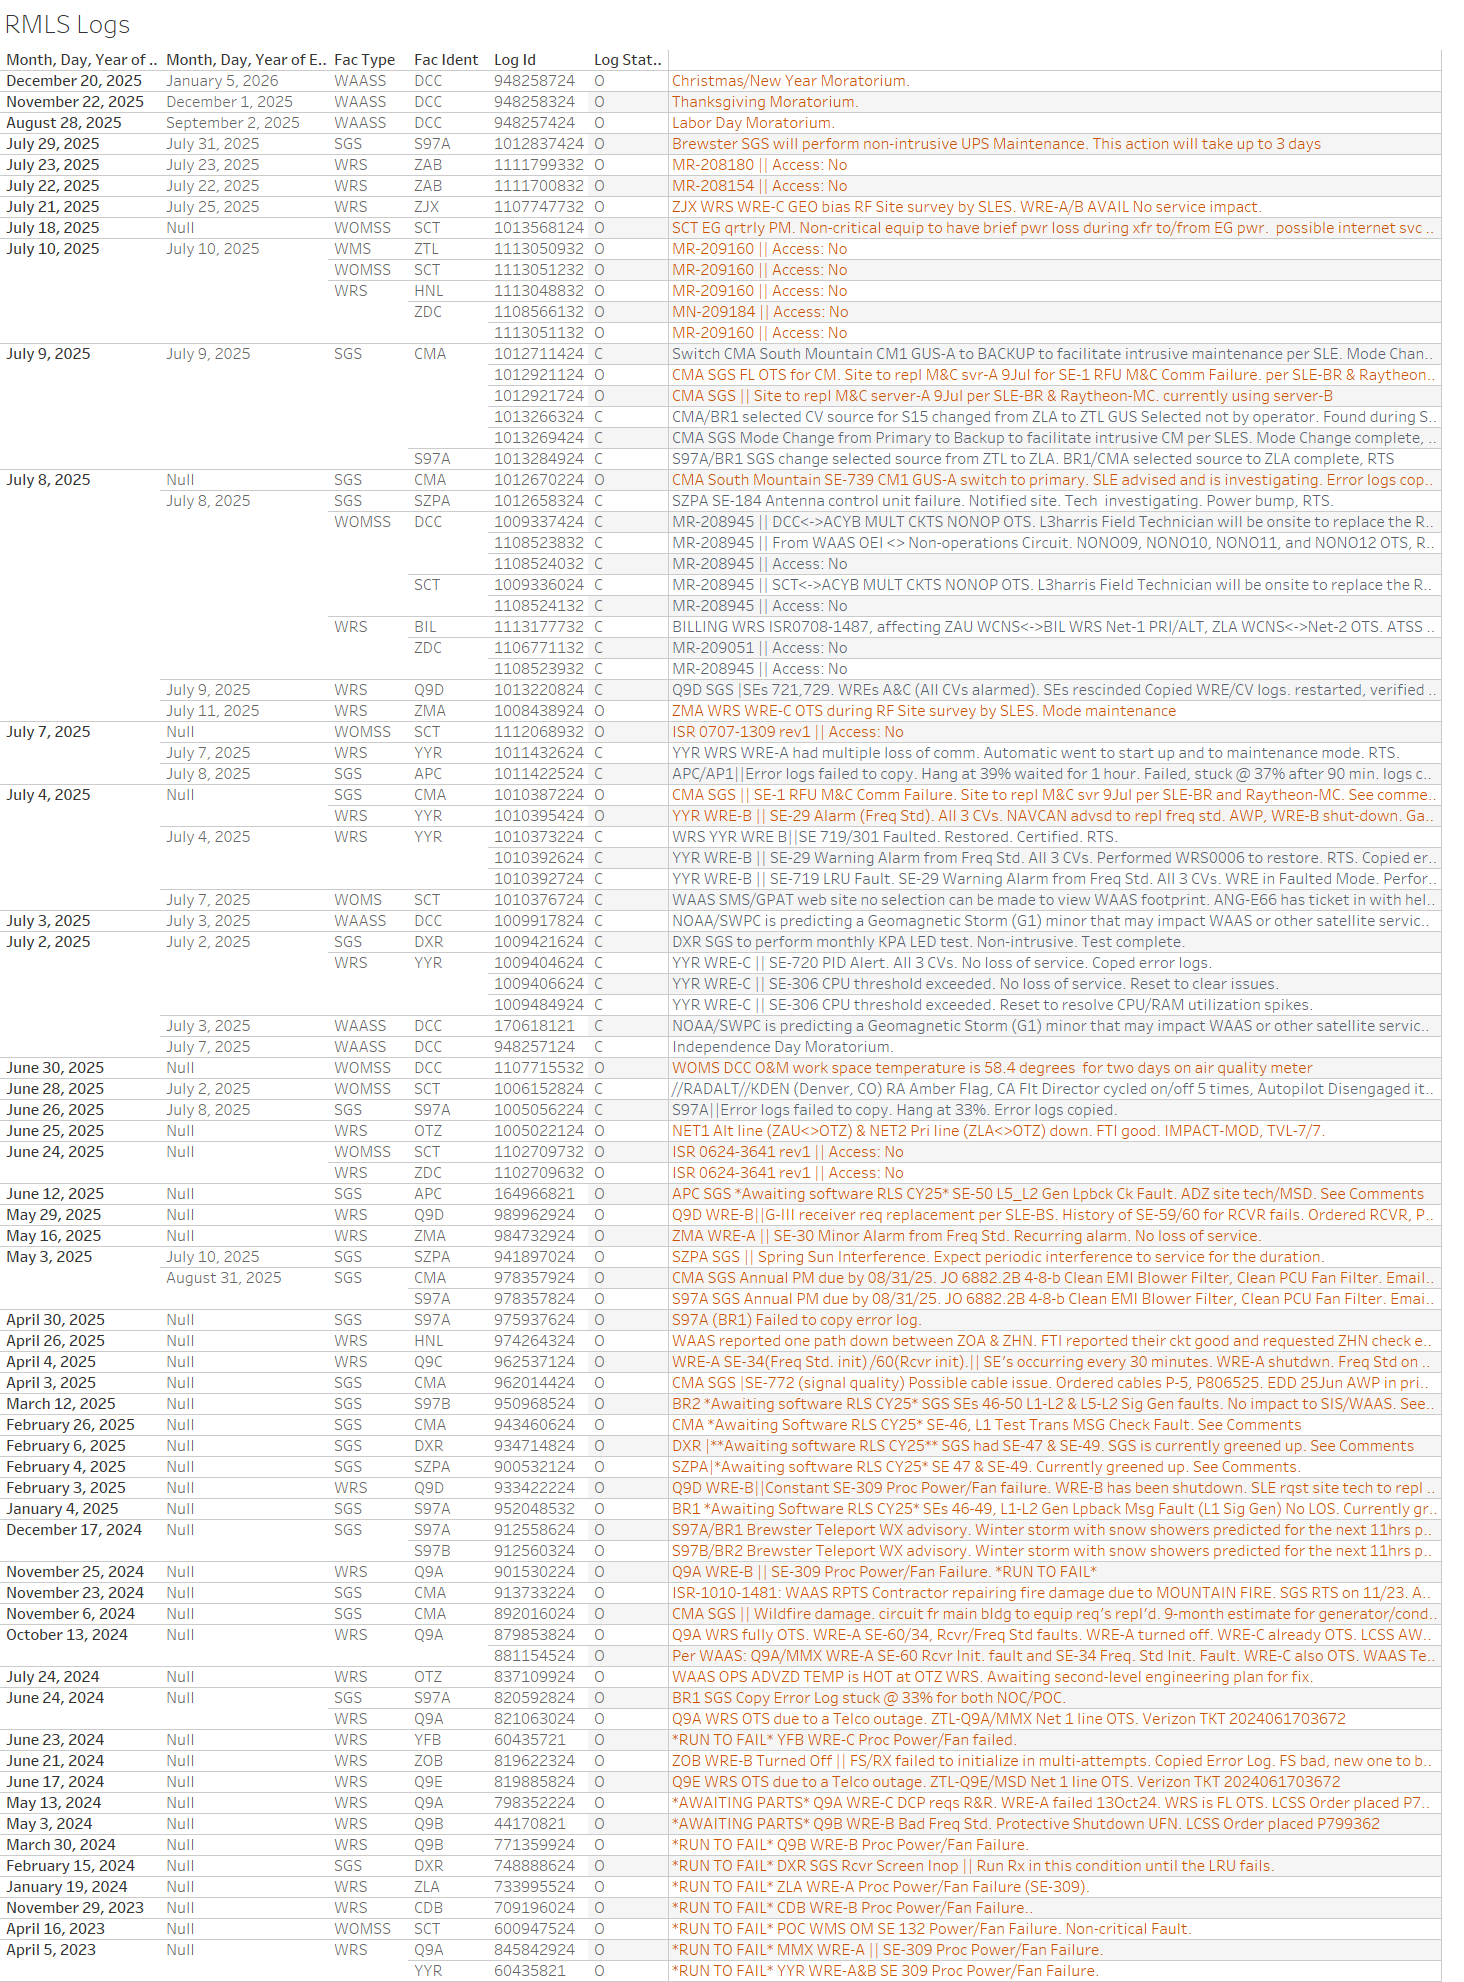 RMLS Logs
Month, Day, Year of .. Month, Day, Year of E.. Fac Type Fac Ident Log Id Log Stat..
December 20, 2025 January 5, 2026 WAASS DCC 948258724 O Christmas/New Year Moratorium.
November 22, 2025 December 1, 2025 WAASS DCC 948258324 O Thanksgiving Moratorium.
August 28, 2025 September 2, 2025 WAASS DCC 948257424 O Labor Day Moratorium.
July 29, 2025 July 31, 2025 SGS S97A 1012837424 O Brewster SGS will perform non-intrusive UPS Maintenance. This action will take up to 3 days
July 23, 2025 July 23, 2025 WRS ZAB 1111799332 O MR-208180 || Access: No
July 22, 2025 July 22, 2025 WRS ZAB 1111700832 O MR-208154 || Access: No
July 21, 2025 July 25, 2025 WRS ZJX 1107747732 O ZJX WRS WRE-C GEO bias RF Site survey by SLES. WRE-A/B AVAIL No service impact.
July 18, 2025 Null WOMSS SCT 1013568124 O SCT EG qrtrly PM. Non-critical equip to have brief pwr loss during xfr to/from EG pwr. possible internet svc ..
July 10, 2025 July 10, 2025 WMS ZTL 1113050932 O MR-209160 || Access: No
WOMSS SCT 1113051232 O MR-209160 || Access: No
WRS HNL 1113048832 O MR-209160 || Access: No
ZDC 1108566132 O MN-209184 || Access: No
1113051132 O MR-209160 || Access: No
July 9, 2025 July 9, 2025 SGS CMA 1012711424 C Switch CMA South Mountain CM1 GUS-A to BACKUP to facilitate intrusive maintenance per SLE. Mode Chan..
1012921124 O CMA SGS FL OTS for CM. Site to repl M&C svr-A 9Jul for SE-1 RFU M&C Comm Failure. per SLE-BR & Raytheon..
1012921724 O CMA SGS || Site to repl M&C server-A 9Jul per SLE-BR & Raytheon-MC. currently using server-B
1013266324 C CMA/BR1 selected CV source for S15 changed from ZLA to ZTL GUS Selected not by operator. Found during S..
1013269424 C CMA SGS Mode Change from Primary to Backup to facilitate intrusive CM per SLES. Mode Change complete, ..
S97A 1013284924 C S97A/BR1 SGS change selected source from ZTL to ZLA. BR1/CMA selected source to ZLA complete, RTS
July 8, 2025 Null SGS CMA 1012670224 O CMA South Mountain SE-739 CM1 GUS-A switch to primary. SLE advised and is investigating. Error logs cop..
July 8, 2025 SGS SZPA 1012658324 C SZPA SE-184 Antenna control unit failure. Notified site. Tech investigating. Power bump, RTS.
WOMSS DCC 1009337424 C MR-208945 || DCC<->ACYB MULT CKTS NONOP OTS. L3harris Field Technician will be onsite to replace the R..
1108523832 C MR-208945 || From WAAS OEI <> Non-operations Circuit. NONO09, NONO10, NONO11, and NONO12 OTS, R..
1108524032 C MR-208945 || Access: No
SCT 1009336024 C MR-208945 || SCT<->ACYB MULT CKTS NONOP OTS. L3harris Field Technician will be onsite to replace the R..
1108524132 C MR-208945 || Access: No
WRS BIL 1113177732 C BILLING WRS ISR0708-1487, affecting ZAU WCNS<->BIL WRS Net-1 PRI/ALT, ZLA WCNS<->Net-2 OTS. ATSS ..
ZDC 1106771132 C MR-209051 || Access: No
1108523932 C MR-208945 || Access: No
July 9, 2025 WRS Q9D 1013220824 C Q9D SGS |SEs 721,729. WREs A&C (All CVs alarmed). SEs rescinded Copied WRE/CV logs. restarted, verified ..
July 11, 2025 WRS ZMA 1008438924 O ZMA WRS WRE-C OTS during RF Site survey by SLES. Mode maintenance
July 7, 2025 Null WOMSS SCT 1112068932 O ISR 0707-1309 rev1 || Access: No
July 7, 2025 WRS YYR 1011432624 C YYR WRS WRE-A had multiple loss of comm. Automatic went to start up and to maintenance mode. RTS.
July 8, 2025 SGS APC 1011422524 C APC/AP1||Error logs failed to copy. Hang at 39% waited for 1 hour. Failed, stuck @ 37% after 90 min. logs c..
July 4, 2025 Null SGS CMA 1010387224 O CMA SGS || SE-1 RFU M&C Comm Failure. Site to repl M&C svr 9Jul per SLE-BR and Raytheon-MC. See comme..
WRS YYR 1010395424 O YYR WRE-B || SE-29 Alarm (Freq Std). All 3 CVs. NAVCAN advsd to repl freq std. AWP, WRE-B shut-down. Ga..
July 4, 2025 WRS YYR 1010373224 C WRS YYR WRE B||SE 719/301 Faulted. Restored. Certified. RTS.
1010392624 C YYR WRE-B || SE-29 Warning Alarm from Freq Std. All 3 CVs. Performed WRS0006 to restore. RTS. Copied er..
1010392724 C YYR WRE-B || SE-719 LRU Fault. SE-29 Warning Alarm from Freq Std. All 3 CVs. WRE in Faulted Mode. Perfor..
July 7, 2025 WOMS SCT 1010376724 C WAAS SMS/GPAT web site no selection can be made to view WAAS footprint. ANG-E66 has ticket in with hel..
July 3, 2025 July 3, 2025 WAASS DCC 1009917824 C NOAA/SWPC is predicting a Geomagnetic Storm (G1) minor that may impact WAAS or other satellite servic..
July 2, 2025 July 2, 2025 SGS DXR 1009421624 C DXR SGS to perform monthly KPA LED test. Non-intrusive. Test complete.
WRS YYR 1009404624 C YYR WRE-C || SE-720 PID Alert. All 3 CVs. No loss of service. Coped error logs.
1009406624 C YYR WRE-C || SE-306 CPU threshold exceeded. No loss of service. Reset to clear issues.
1009484924 C YYR WRE-C || SE-306 CPU threshold exceeded. Reset to resolve CPU/RAM utilization spikes.
July 3, 2025 WAASS DCC 170618121 C NOAA/SWPC is predicting a Geomagnetic Storm (G1) minor that may impact WAAS or other satellite servic..
July 7, 2025 WAASS DCC 948257124 C Independence Day Moratorium.
June 30, 2025 Null WOMSS DCC 1107715532 O WOMS DCC O&M work space temperature is 58.4 degrees for two days on air quality meter
June 28, 2025 July 2, 2025 WOMSS SCT 1006152824 C //RADALT//KDEN (Denver, CO) RA Amber Flag, CA Flt Director cycled on/off 5 times, Autopilot Disengaged it..
June 26, 2025 July 8, 2025 SGS S97A 1005056224 C S97A||Error logs failed to copy. Hang at 33%. Error logs copied.
June 25, 2025 Null WRS OTZ 1005022124 O NET1 Alt line (ZAU<>OTZ) & NET2 Pri line (ZLA<>OTZ) down. FTI good. IMPACT-MOD, TVL-7/7.
June 24, 2025 Null WOMSS SCT 1102709732 O ISR 0624-3641 rev1 || Access: No
WRS ZDC 1102709632 O ISR 0624-3641 rev1 || Access: No
June 12, 2025 Null SGS APC 164966821 O APC SGS *Awaiting software RLS CY25* SE-50 L5_L2 Gen Lpbck Ck Fault. ADZ site tech/MSD. See Comments
May 29, 2025 Null WRS Q9D 989962924 O Q9D WRE-B||G-III receiver req replacement per SLE-BS. History of SE-59/60 for RCVR fails. Ordered RCVR, P..
May 16, 2025 Null WRS ZMA 984732924 O ZMA WRE-A || SE-30 Minor Alarm from Freq Std. Recurring alarm. No loss of service.
May 3, 2025 July 10, 2025 SGS SZPA 941897024 O SZPA SGS || Spring Sun Interference. Expect periodic interference to service for the duration.
August 31, 2025 SGS CMA 978357924 O CMA SGS Annual PM due by 08/31/25. JO 6882.2B 4-8-b Clean EMI Blower Filter, Clean PCU Fan Filter. Email..
S97A 978357824 O S97A SGS Annual PM due by 08/31/25. JO 6882.2B 4-8-b Clean EMI Blower Filter, Clean PCU Fan Filter. Emai..
April 30, 2025 Null SGS S97A 975937624 O S97A (BR1) Failed to copy error log.
April 26, 2025 Null WRS HNL 974264324 O WAAS reported one path down between ZOA & ZHN. FTI reported their ckt good and requested ZHN check e..
April 4, 2025 Null WRS Q9C 962537124 O WRE-A SE-34(Freq Std. init) /60(Rcvr init).|| SE's occurring every 30 minutes. WRE-A shutdwn. Freq Std on ..
April 3, 2025 Null SGS CMA 962014424 O CMA SGS |SE-772 (signal quality) Possible cable issue. Ordered cables P-5, P806525. EDD 25Jun AWP in pri..
March 12, 2025 Null SGS S97B 950968524 O BR2 *Awaiting software RLS CY25* SGS SEs 46-50 L1-L2 & L5-L2 Sig Gen faults. No impact to SIS/WAAS. See..
February 26, 2025 Null SGS CMA 943460624 O CMA *Awaiting Software RLS CY25* SE-46, L1 Test Trans MSG Check Fault. See Comments
February 6, 2025 Null SGS DXR 934714824 O DXR |**Awaiting software RLS CY25** SGS had SE-47 & SE-49. SGS is currently greened up. See Comments
February 4, 2025 Null SGS SZPA 900532124 O SZPA|*Awaiting software RLS CY25* SE 47 & SE-49. Currently greened up. See Comments.
February 3, 2025 Null WRS Q9D 933422224 O Q9D WRE-B||Constant SE-309 Proc Power/Fan failure. WRE-B has been shutdown. SLE rqst site tech to repl ..
January 4, 2025 Null SGS S97A 952048532 O BR1 *Awaiting Software RLS CY25* SEs 46-49, L1-L2 Gen Lpback Msg Fault (L1 Sig Gen) No LOS. Currently gr..
December 17, 2024 Null SGS S97A 912558624 O S97A/BR1 Brewster Teleport WX advisory. Winter storm with snow showers predicted for the next 11hrs p..
S97B 912560324 O S97B/BR2 Brewster Teleport WX advisory. Winter storm with snow showers predicted for the next 11hrs p..
November 25, 2024 Null WRS Q9A 901530224 O Q9A WRE-B || SE-309 Proc Power/Fan Failure. *RUN TO FAIL*
November 23, 2024 Null SGS CMA 913733224 O ISR-1010-1481: WAAS RPTS Contractor repairing fire damage due to MOUNTAIN FIRE. SGS RTS on 11/23. A..
November 6, 2024 Null SGS CMA 892016024 O CMA SGS || Wildfire damage. circuit fr main bldg to equip req's repl'd. 9-month estimate for generator/cond..
October 13, 2024 Null WRS Q9A 879853824 O Q9A WRS fully OTS. WRE-A SE-60/34, Rcvr/Freq Std faults. WRE-A turned off. WRE-C already OTS. LCSS AW..
881154524 O Per WAAS: Q9A/MMX WRE-A SE-60 Rcvr Init. fault and SE-34 Freq. Std Init. Fault. WRE-C also OTS. WAAS Te..
July 24, 2024 Null WRS OTZ 837109924 O WAAS OPS ADVZD TEMP is HOT at OTZ WRS. Awaiting second-level engineering plan for fix.
June 24, 2024 Null SGS S97A 820592824 O BR1 SGS Copy Error Log stuck @ 33% for both NOC/POC.
WRS Q9A 821063024 O Q9A WRS OTS due to a Telco outage. ZTL-Q9A/MMX Net 1 line OTS. Verizon TKT 2024061703672
June 23, 2024 Null WRS YFB 60435721 O *RUN TO FAIL* YFB WRE-C Proc Power/Fan failed.
June 21, 2024 Null WRS ZOB 819622324 O ZOB WRE-B Turned Off || FS/RX failed to initialize in multi-attempts. Copied Error Log. FS bad, new one to b..
June 17, 2024 Null WRS Q9E 819885824 O Q9E WRS OTS due to a Telco outage. ZTL-Q9E/MSD Net 1 line OTS. Verizon TKT 2024061703672
May 13, 2024 Null WRS Q9A 798352224 O *AWAITING PARTS* Q9A WRE-C DCP reqs R&R. WRE-A failed 13Oct24. WRS is FL OTS. LCSS Order placed P7..
May 3, 2024 Null WRS Q9B 44170821 O *AWAITING PARTS* Q9B WRE-B Bad Freq Std. Protective Shutdown UFN. LCSS Order placed P799362
March 30, 2024 Null WRS Q9B 771359924 O *RUN TO FAIL* Q9B WRE-B Proc Power/Fan Failure.
February 15, 2024 Null SGS DXR 748888624 O *RUN TO FAIL* DXR SGS Rcvr Screen Inop || Run Rx in this condition until the LRU fails.
January 19, 2024 Null WRS ZLA 733995524 O *RUN TO FAIL* ZLA WRE-A Proc Power/Fan Failure (SE-309).
November 29, 2023 Null WRS CDB 709196024 O *RUN TO FAIL* CDB WRE-B Proc Power/Fan Failure..
April 16, 2023 Null WOMSS SCT 600947524 O *RUN TO FAIL* POC WMS OM SE 132 Power/Fan Failure. Non-critical Fault.
April 5, 2023 Null WRS Q9A 845842924 O *RUN TO FAIL* MMX WRE-A || SE-309 Proc Power/Fan Failure.
YYR 60435821 O *RUN TO FAIL* YYR WRE-A&B SE 309 Proc Power/Fan Failure.